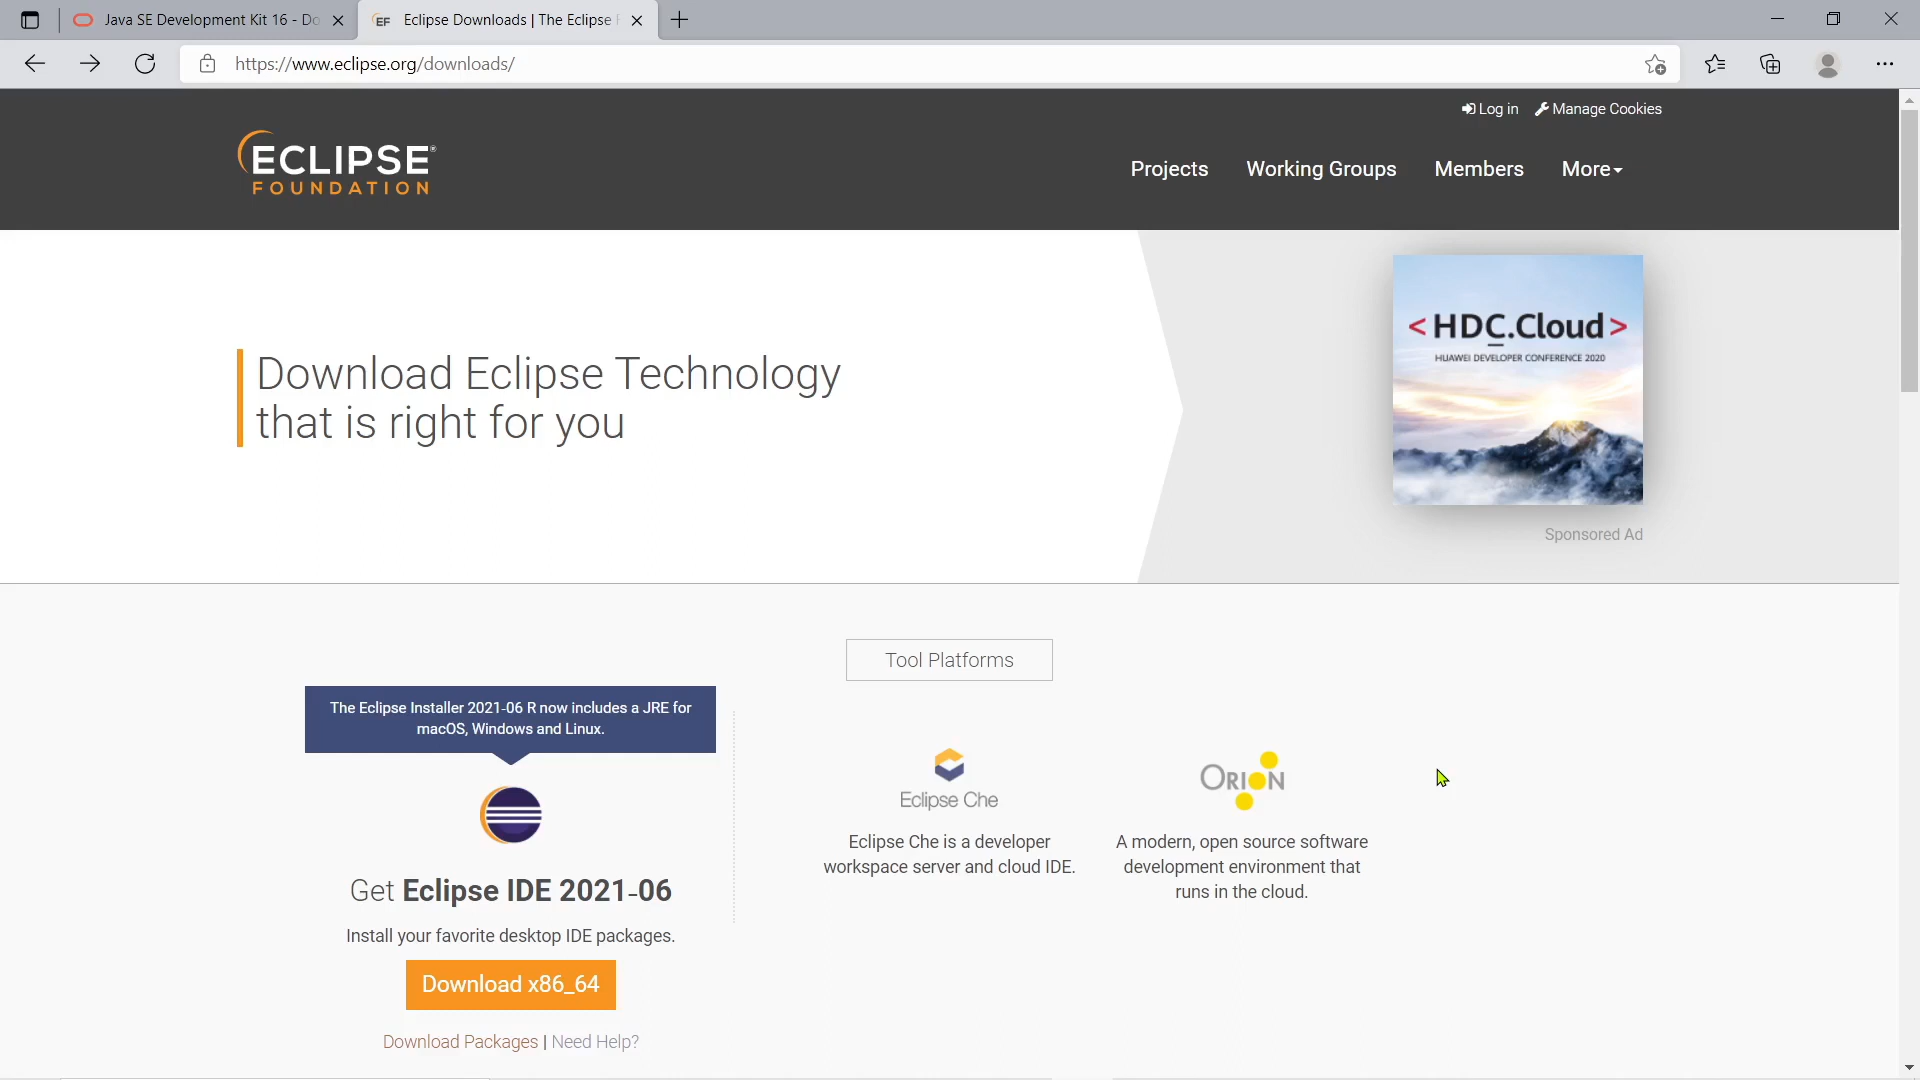 Java SE Development Kit 16 - Do
EF
Eclipse Downloads | The Eclipse F
https://www.eclipse.org/downloads/
Log in
Manage Cookies
ECLIPSE®
FOUNDATION
Projects
Working Groups
Members
More
Download Eclipse Technology
that is right for you
<HDC.Cloud>
HUAWEI DEVELOPER CONFERENCE 2020
Sponsored Ad
Tool Platforms
The Eclipse Installer 2021‑06 R now includes a JRE for
macOS, Windows and Linux.
Get Eclipse IDE 2021‑06
Install your favorite desktop IDE packages.
Download x86_64
Download Packages | Need Help?
Eclipse Che
Eclipse Che is a developer
workspace server and cloud IDE.
ORION
A modern, open source software
development environment that
runs in the cloud.